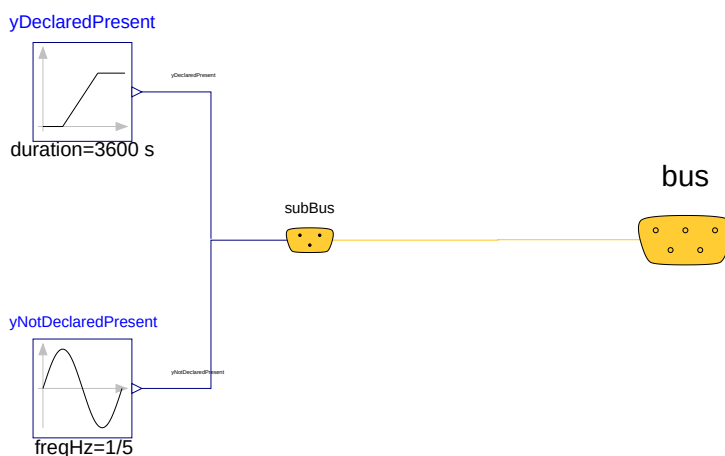 yDeclaredPresent
yDeclaredPresent
duration=3600 s
bus
subBus
yNotDeclaredPresent
yNotDeclaredPresent
freqHz=1/5